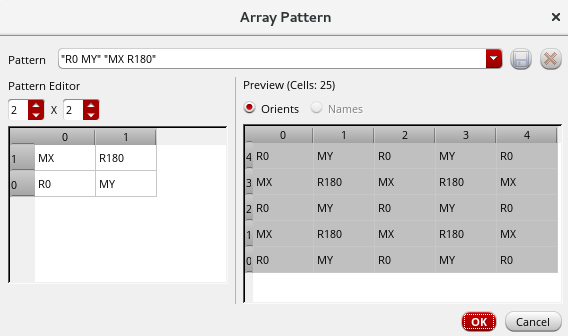 Array Pattern
Pattern "R0 MY" "MX R180"
Pattern Editor
2 X 2
0 1
1 MX R180
0 R0 MY
Preview (Cells: 25)
Orients Names
0 1 2 3 4
4 R0 MY R0 MY R0
3 MX R180 MX R180 MX
2 R0 MY R0 MY R0
1 MX R180 MX R180 MX
0 R0 MY R0 MY R0
OK Cancel